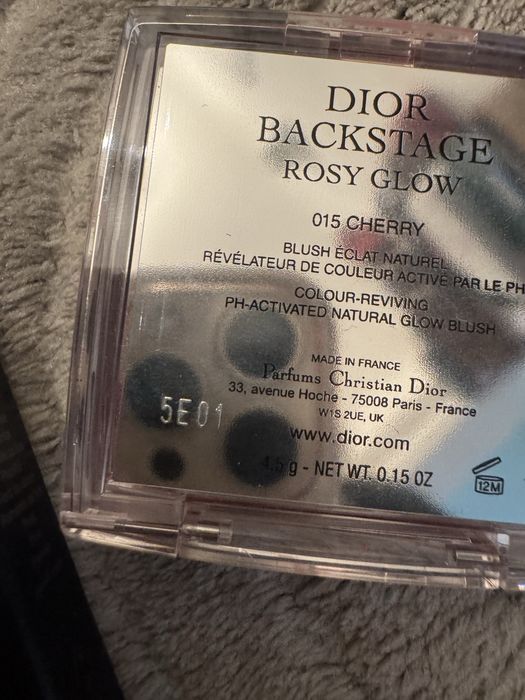 DIOR
BACKSTAGE
ROSY GLOW
015 CHERRY
BLUSH ÉCLAT NATUREL
RÉVÉLATEUR DE COULEUR ACTIVÉ PAR LE PH
COLOUR-REVIVING
PH-ACTIVATED NATURAL GLOW BLUSH
MADE IN FRANCE
Parfums Christian Dior
33, avenue Hoche - 75008 Paris - France
W1S 2UE, UK
5E01
www.dior.com
4.5 g - NET WT. 0.15 OZ
12M